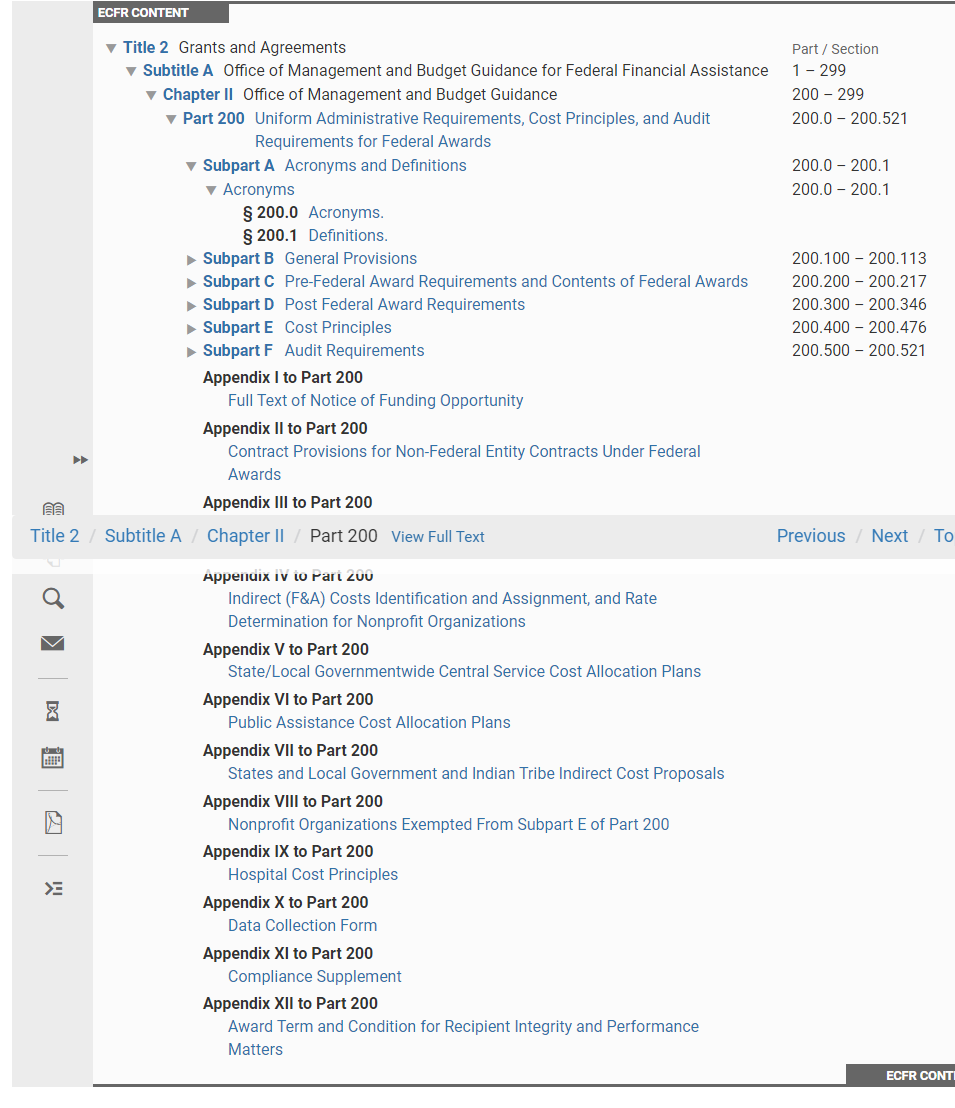 ECFR CONTENT
Title 2 Grants and Agreements
Part / Section
Subtitle A Office of Management and Budget Guidance for Federal Financial Assistance 1 – 299
Chapter II Office of Management and Budget Guidance 200 – 299
Part 200 Uniform Administrative Requirements, Cost Principles, and Audit 200.0 – 200.521
Requirements for Federal Awards
Subpart A Acronyms and Definitions 200.0 – 200.1
Acronyms 200.0 – 200.1
§ 200.0 Acronyms.
§ 200.1 Definitions.
Subpart B General Provisions 200.100 – 200.113
Subpart C Pre-Federal Award Requirements and Contents of Federal Awards 200.200 – 200.217
Subpart D Post Federal Award Requirements 200.300 – 200.346
Subpart E Cost Principles 200.400 – 200.476
Subpart F Audit Requirements 200.500 – 200.521
Appendix I to Part 200
Full Text of Notice of Funding Opportunity
Appendix II to Part 200
Contract Provisions for Non-Federal Entity Contracts Under Federal
Awards
Appendix III to Part 200
Title 2 / Subtitle A / Chapter II / Part 200 View Full Text Previous / Next / To
Appendix IV to Part 200
Indirect (F&A) Costs Identification and Assignment, and Rate
Determination for Nonprofit Organizations
Appendix V to Part 200
State/Local Governmentwide Central Service Cost Allocation Plans
Appendix VI to Part 200
Public Assistance Cost Allocation Plans
Appendix VII to Part 200
States and Local Government and Indian Tribe Indirect Cost Proposals
Appendix VIII to Part 200
Nonprofit Organizations Exempted From Subpart E of Part 200
Appendix IX to Part 200
Hospital Cost Principles
Appendix X to Part 200
Data Collection Form
Appendix XI to Part 200
Compliance Supplement
Appendix XII to Part 200
Award Term and Condition for Recipient Integrity and Performance
Matters
ECFR CONT